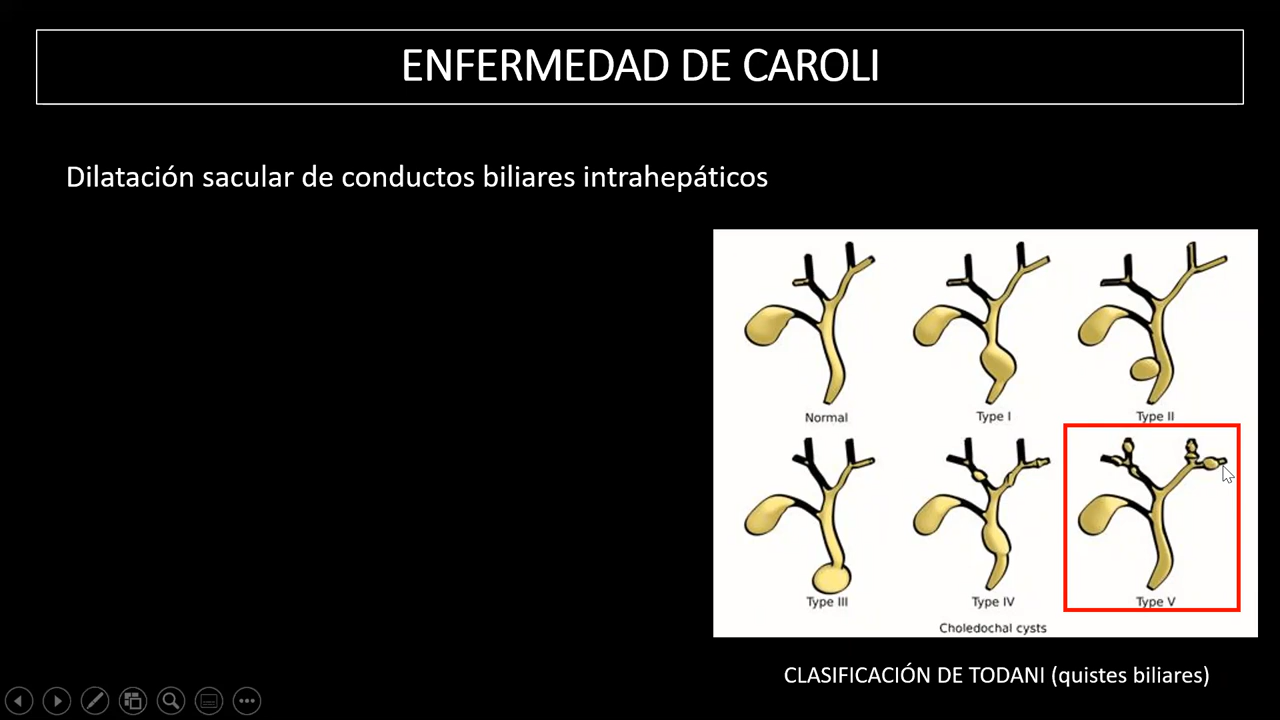 ENFERMEDAD DE CAROLI
Dilatación sacular de conductos biliares intrahepáticos
Normal
Type I
Type II
Type III
Type IV
Type V
Choledochal cysts
CLASIFICACIÓN DE TODANI (quistes biliares)